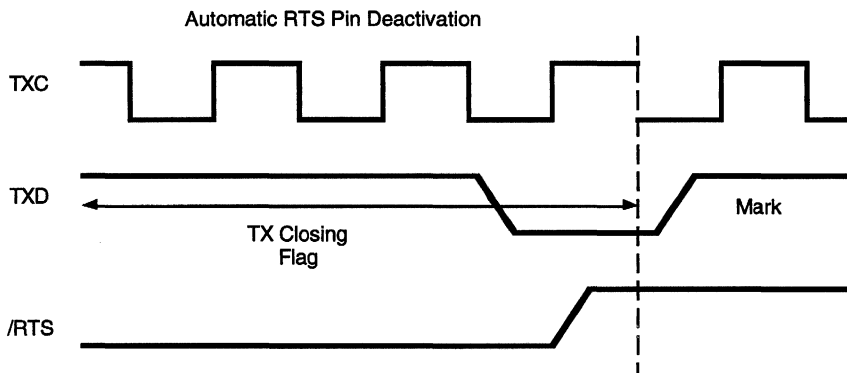 Automatic RTS Pin Deactivation
TXC
TXD
TX Closing
Flag
Mark
/RTS